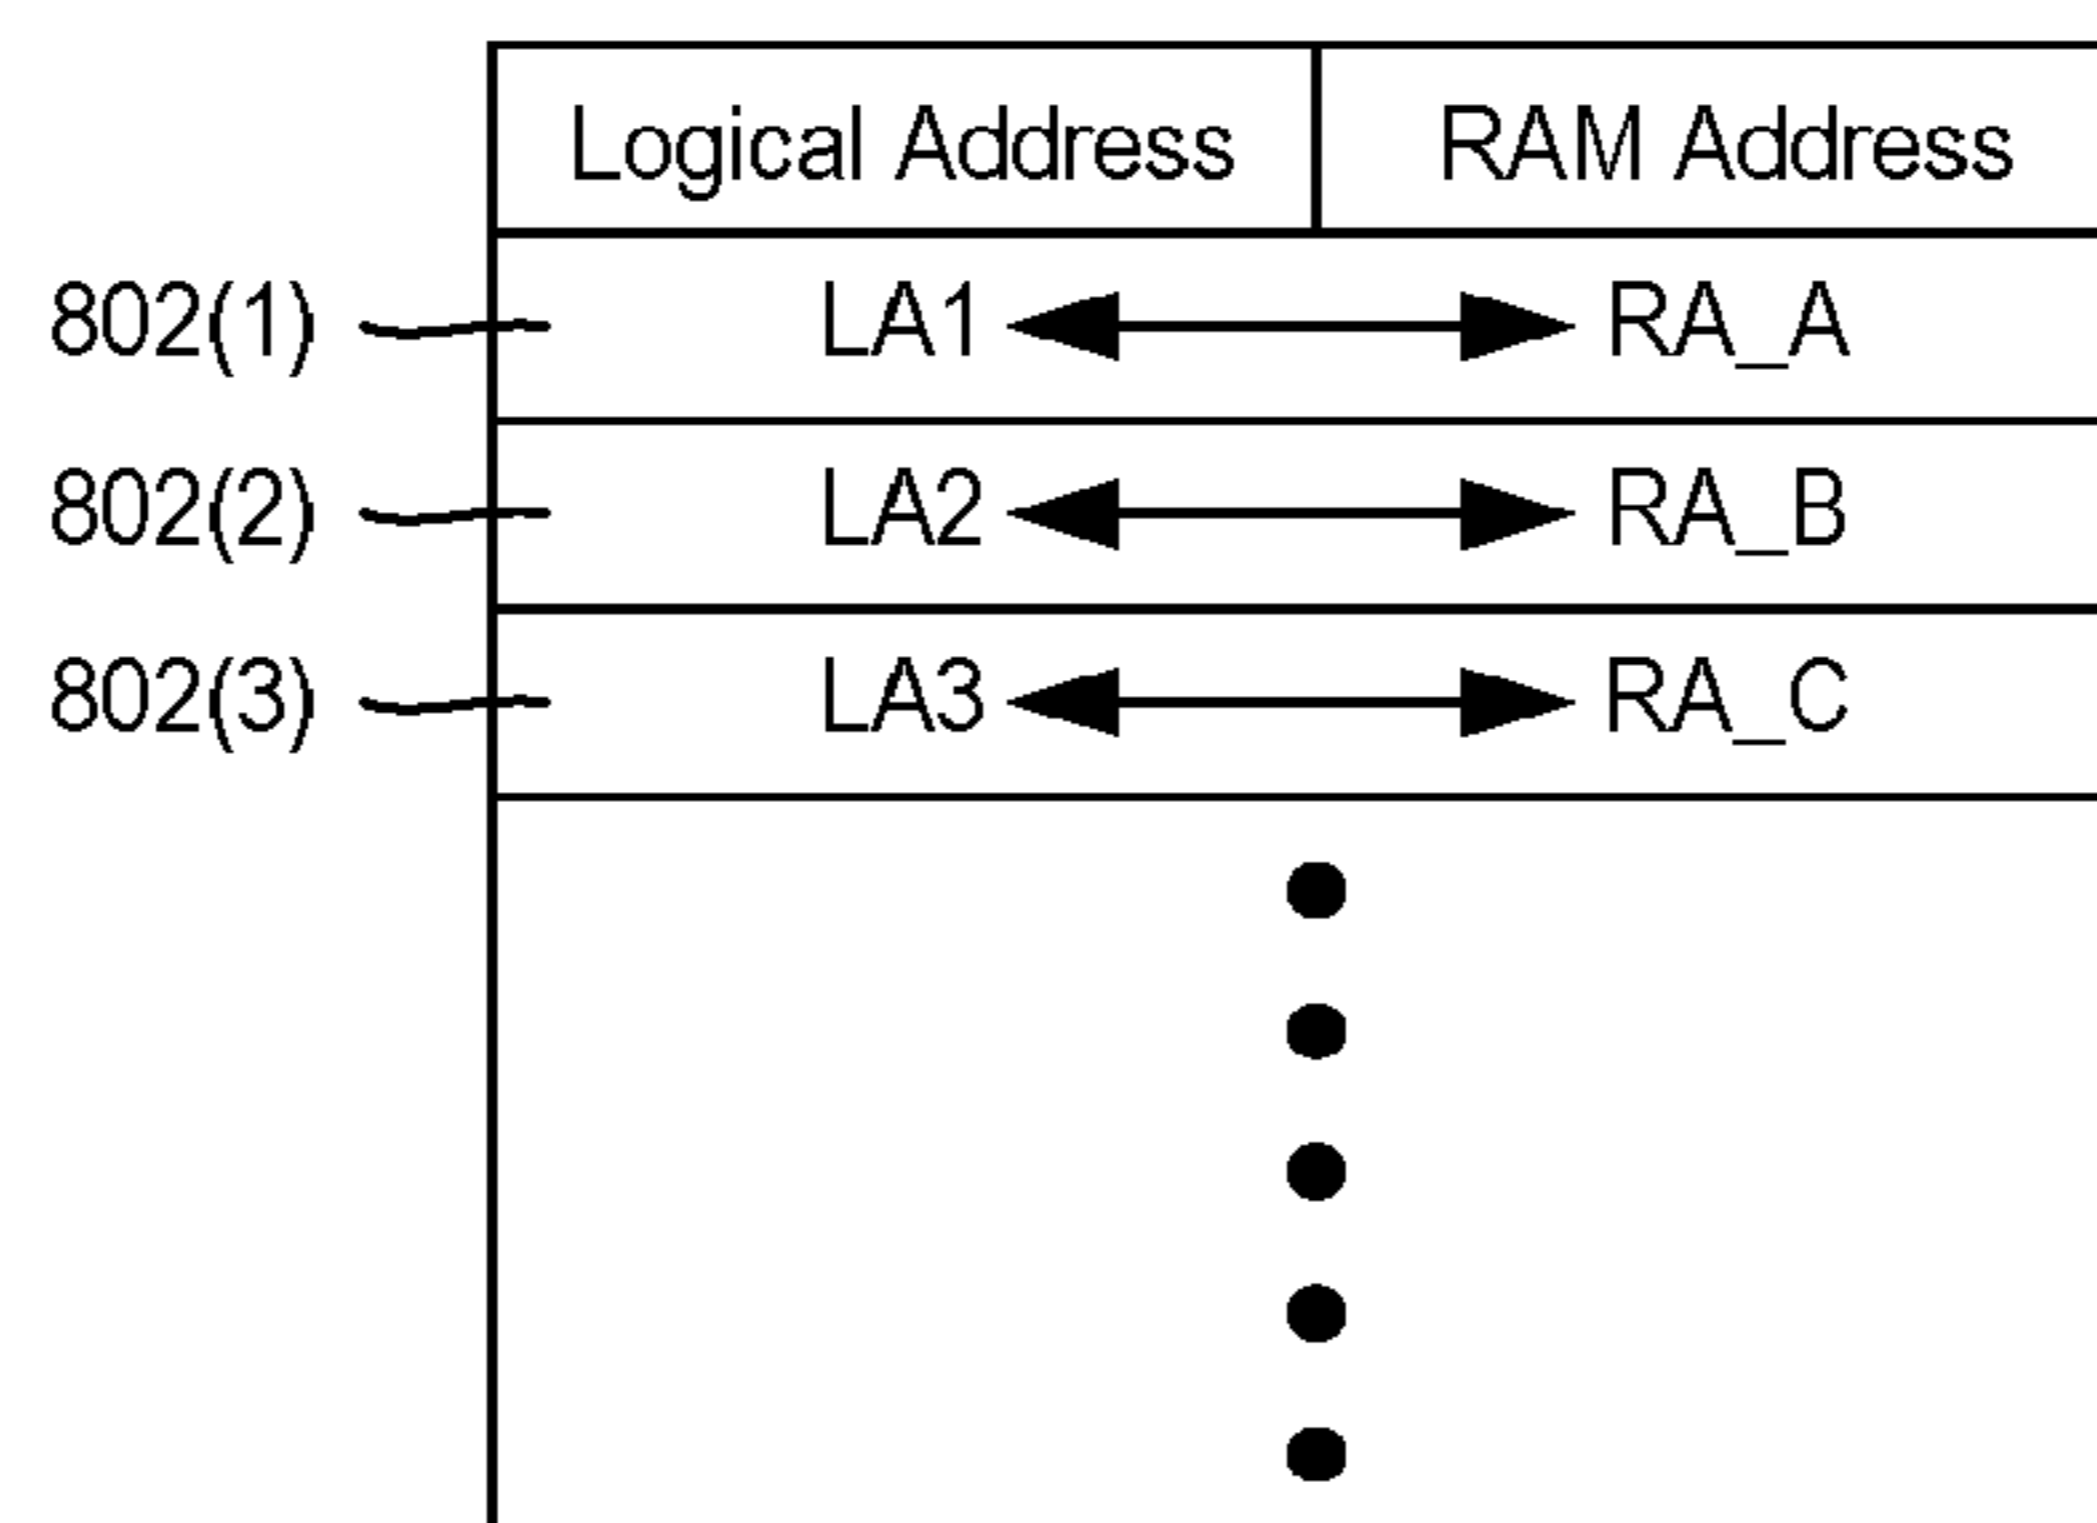 Logical Address RAM Address
802(1) LA1 RA_A
802(2) LA2 RA_B
802(3) LA3 RA_C